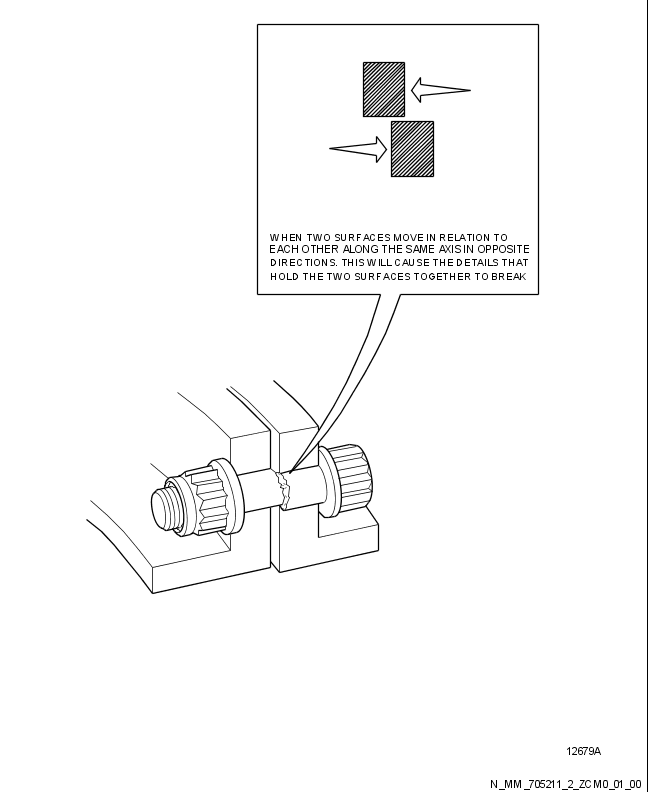 WHEN TWO SURFACES MOVE IN RELATION TO
EACH OTHER ALONG THE SAME AXIS IN OPPOSITE
DIRECTIONS. THIS WILL CAUSE THE DETAILS THAT
HOLD THE TWO SURFACES TOGETHER TO BREAK
12679A
N_MM_705211_2_ZCM0_01_00